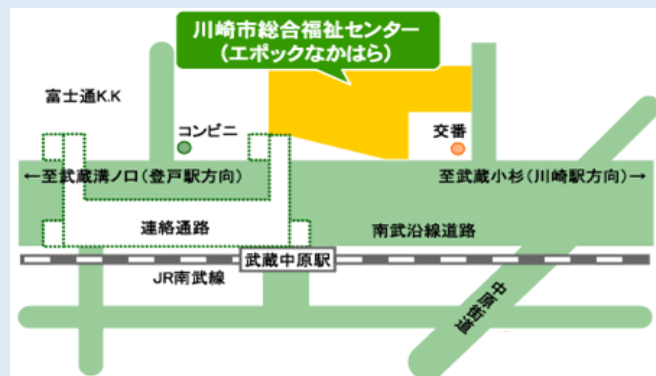 川崎市総合福祉センター
(エポックなかはら)
富士通K.K
コンビニ
交番
←至武蔵溝ノ口(登戸駅方向)
至武蔵小杉(川崎駅方向)→
連絡通路
南武沿線道路
武蔵中原駅
JR南武線
中原街道